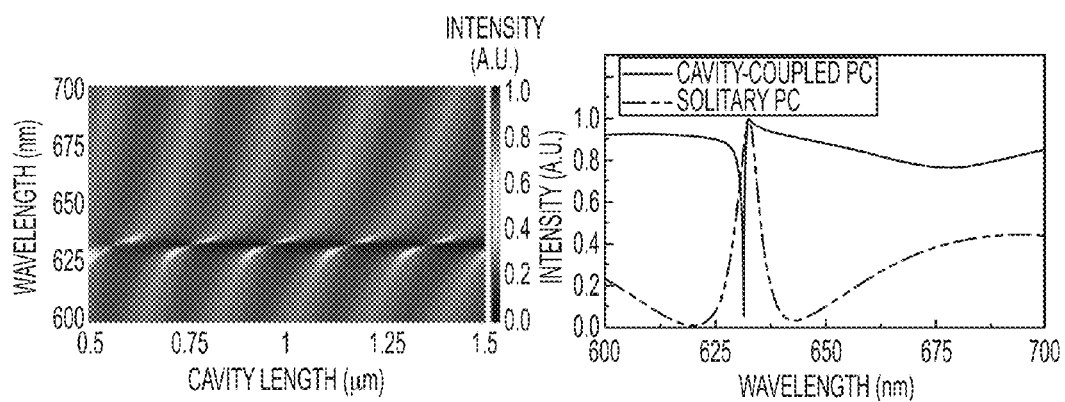 INTENSITY
(A.U.)
WAVELENGTH (nm)
700
675
650
625
600
0.5 0.75 1 1.25 1.5
CAVITY LENGTH (μm)
1.0
0.8
0.6
0.4
0.2
0.0
INTENSITY (A.U.)
CAVITY-COUPLED PC
SOLITARY PC
1.0
0.8
0.6
0.4
0.2
0.0
600 625 650 675 700
WAVELENGTH (nm)